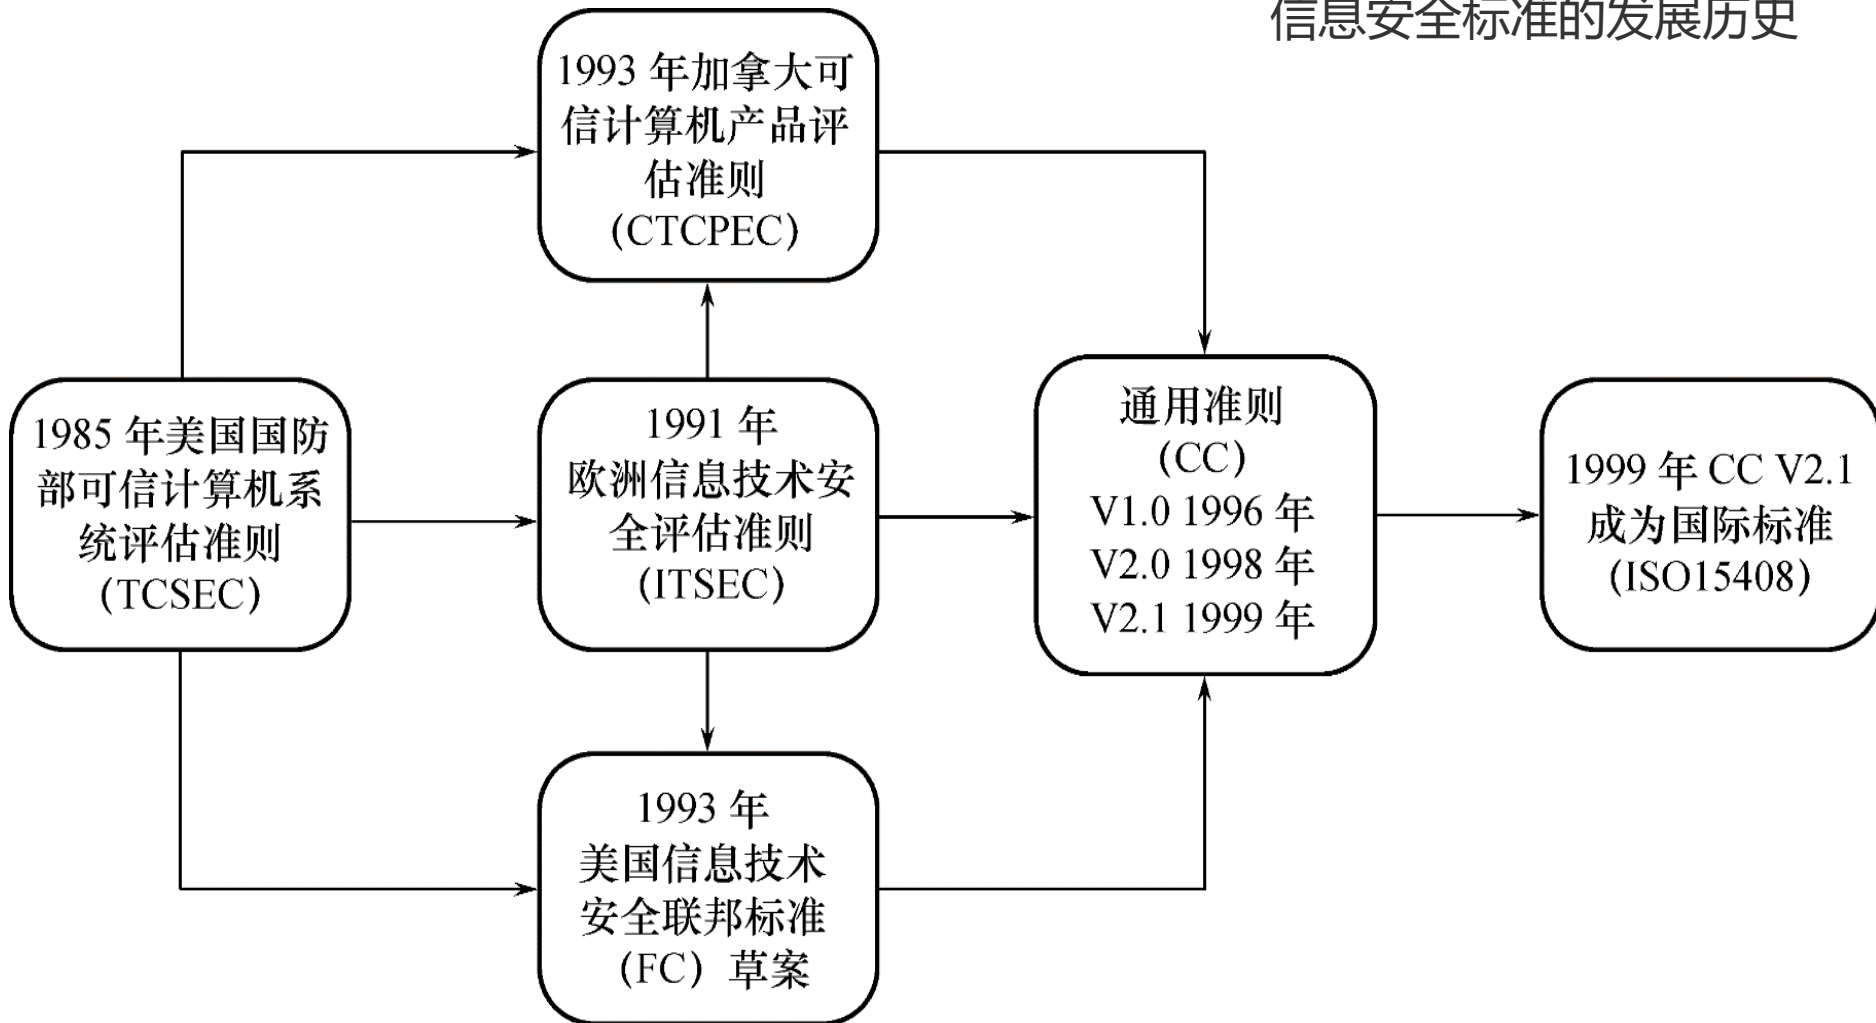 信息安全标准的发展历史
1993 年加拿大可
信计算机产品评
估准则
(CTCPEC)
1985 年美国国防
部可信计算机系
统评估准则
(TCSEC)
1991 年
欧洲信息技术安
全评估准则
(ITSEC)
通用准则
(CC)
V1.0 1996 年
V2.0 1998 年
V2.1 1999 年
1999 年 CC V2.1
成为国际标准
(ISO15408)
1993 年
美国信息技术
安全联邦标准
(FC) 草案